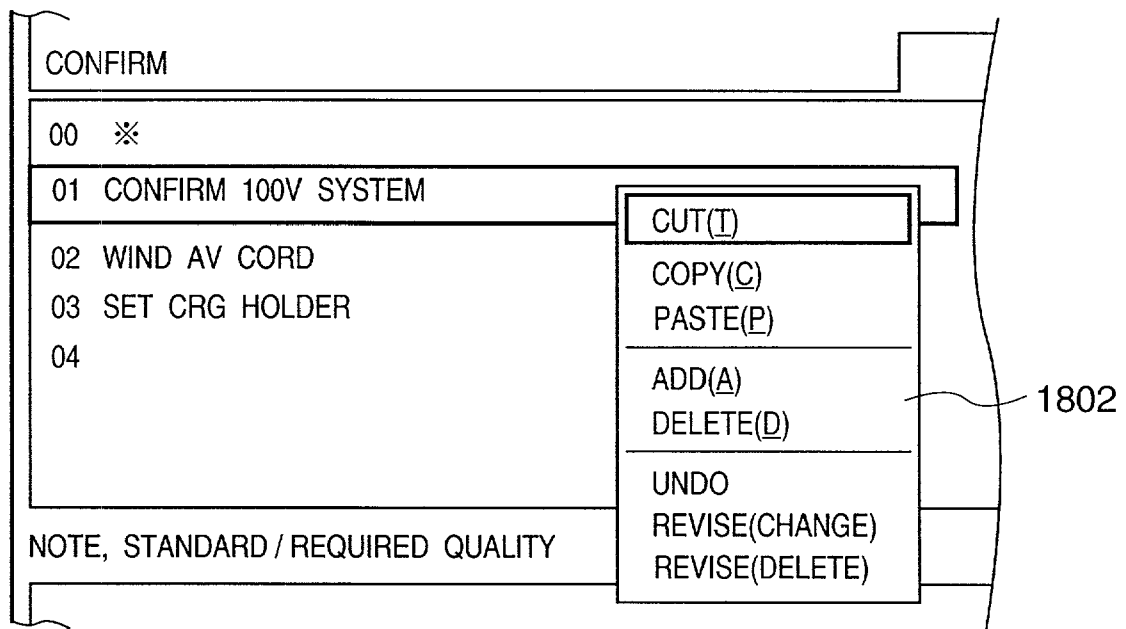 CONFIRM
00 ※
01 CONFIRM 100V SYSTEM
02 WIND AV CORD
03 SET CRG HOLDER
04
CUT(T)
COPY(C)
PASTE(P)
ADD(A)
DELETE(D)
UNDO
REVISE(CHANGE)
REVISE(DELETE)
1802
NOTE, STANDARD / REQUIRED QUALITY